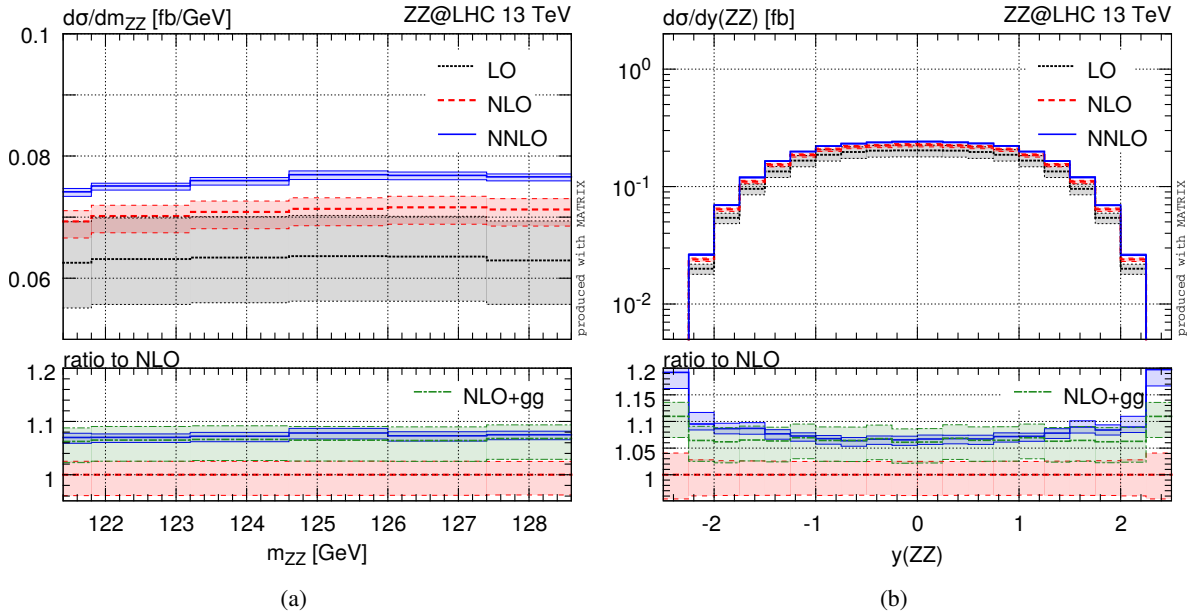 dσ/dm_ZZ [fb/GeV] ZZ@LHC 13 TeV
0.1
LO
NLO
NNLO
0.08
0.06
produced with MATRIX
ratio to NLO
1.2
NLO+gg
1.1
1
122 123 124 125 126 127 128
m_ZZ [GeV]
(a)
dσ/dy(ZZ) [fb] ZZ@LHC 13 TeV
10^0
LO
NLO
NNLO
10^-1
10^-2
produced with MATRIX
ratio to NLO
1.2
NLO+gg
1.15
1.1
1.05
1
-2 -1 0 1 2
y(ZZ)
(b)